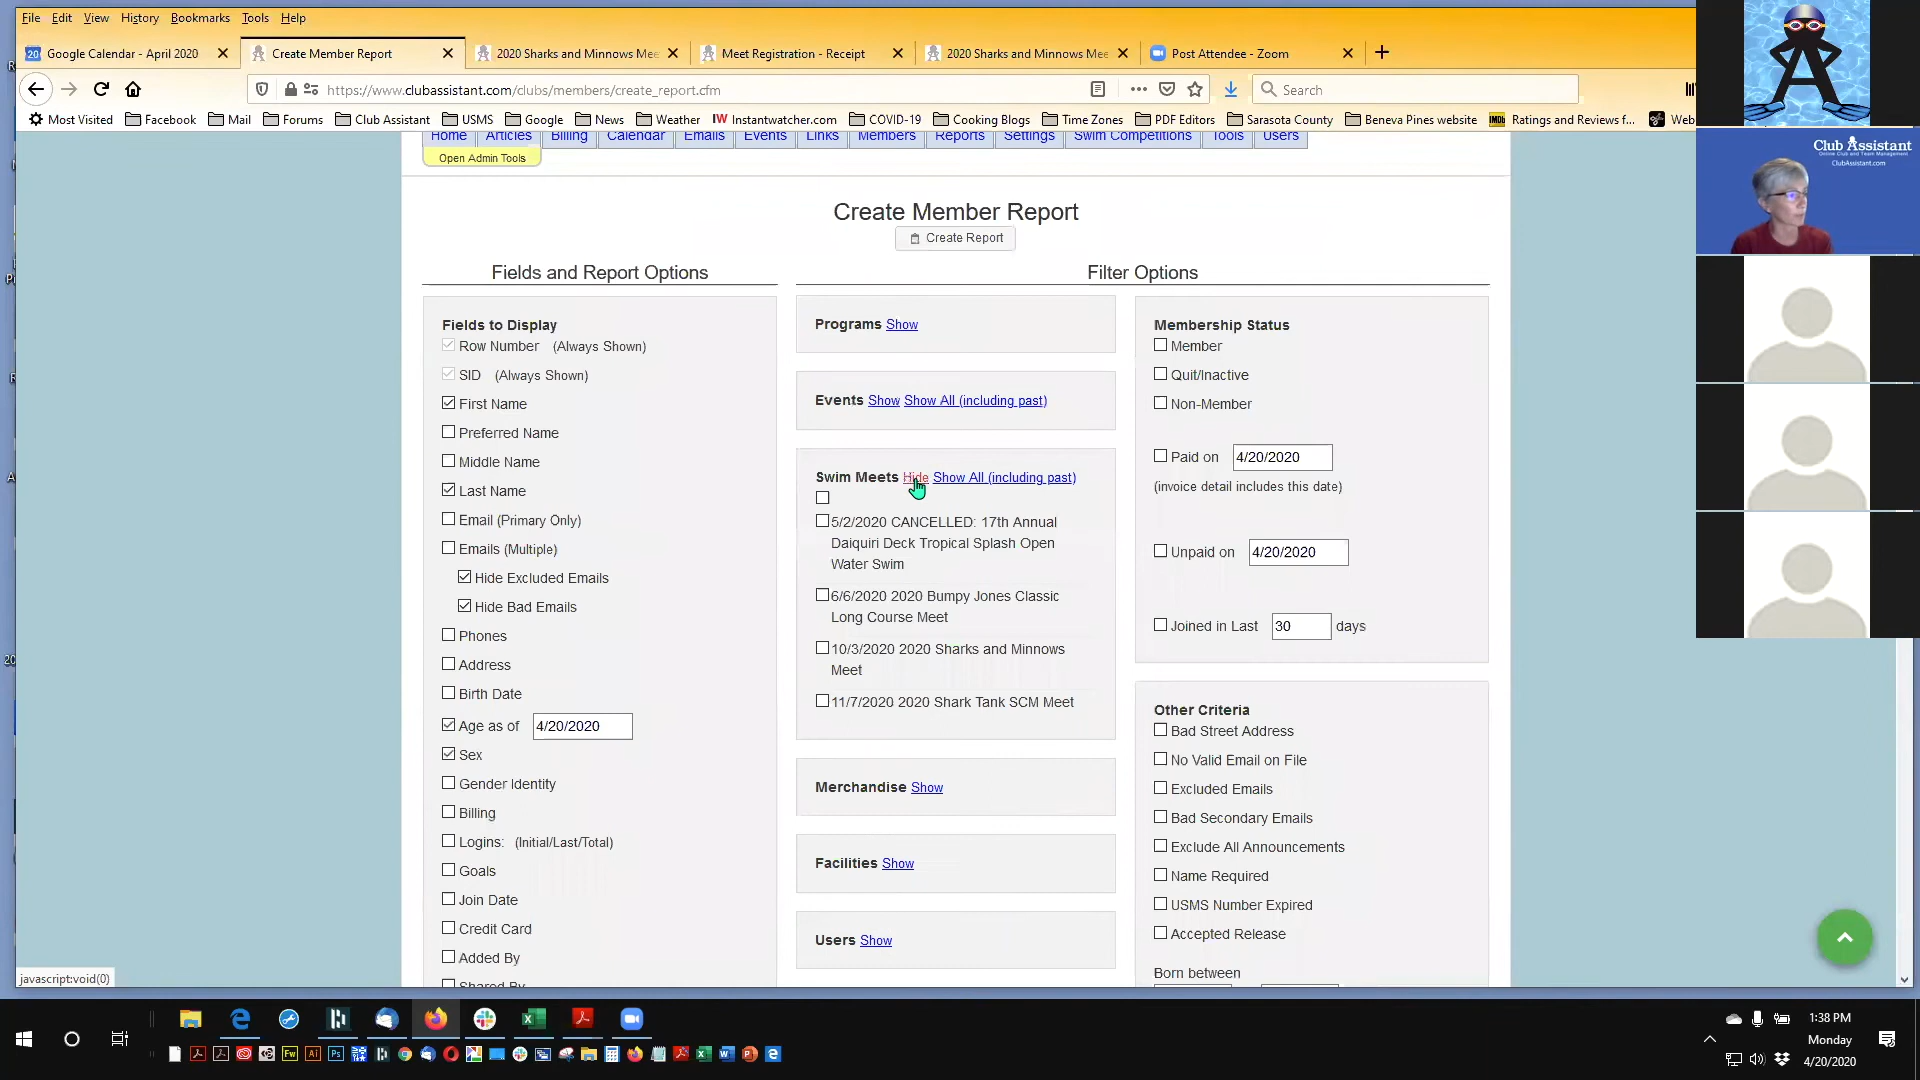 File Edit View History Bookmarks Tools Help
Google Calendar - April 2020
Create Member Report
2020 Sharks and Minnows Mee
Meet Registration - Receipt
2020 Sharks and Minnows Mee
Post Attendee - Zoom
https://www.clubassistant.com/clubs/members/create_report.cfm
Search
Most Visited Facebook Mail Forums Club Assistant USMS Google News Weather Instantwatcher.com COVID-19 Cooking Blogs Time Zones PDF Editors Sarasota County Beneva Pines website Ratings and Reviews f... Web
Home Articles Billing Calendar Emails Events Links Members Reports Settings Swim Competitions Tools Users
Open Admin Tools
Create Member Report
Create Report
Fields and Report Options
Fields to Display
Row Number (Always Shown)
SID (Always Shown)
First Name
Preferred Name
Middle Name
Last Name
Email (Primary Only)
Emails (Multiple)
Hide Excluded Emails
Hide Bad Emails
Phones
Address
Birth Date
Age as of 4/20/2020
Sex
Gender Identity
Billing
Logins: (Initial/Last/Total)
Goals
Join Date
Credit Card
Added By
Shared By
Filter Options
Programs Show
Events Show Show All (including past)
Swim Meets Hide Show All (including past)
5/2/2020 CANCELLED: 17th Annual
Daiquiri Deck Tropical Splash Open
Water Swim
6/6/2020 2020 Bumpy Jones Classic
Long Course Meet
10/3/2020 2020 Sharks and Minnows
Meet
11/7/2020 2020 Shark Tank SCM Meet
Merchandise Show
Facilities Show
Users Show
Membership Status
Member
Quit/Inactive
Non-Member
Paid on 4/20/2020
(invoice detail includes this date)
Unpaid on 4/20/2020
Joined in Last 30 days
Other Criteria
Bad Street Address
No Valid Email on File
Excluded Emails
Bad Secondary Emails
Exclude All Announcements
Name Required
USMS Number Expired
Accepted Release
Born between
javascript:void(0)
Club Assistant
Online Club and Team Management
ClubAssistant.com
1:38 PM
Monday
4/20/2020